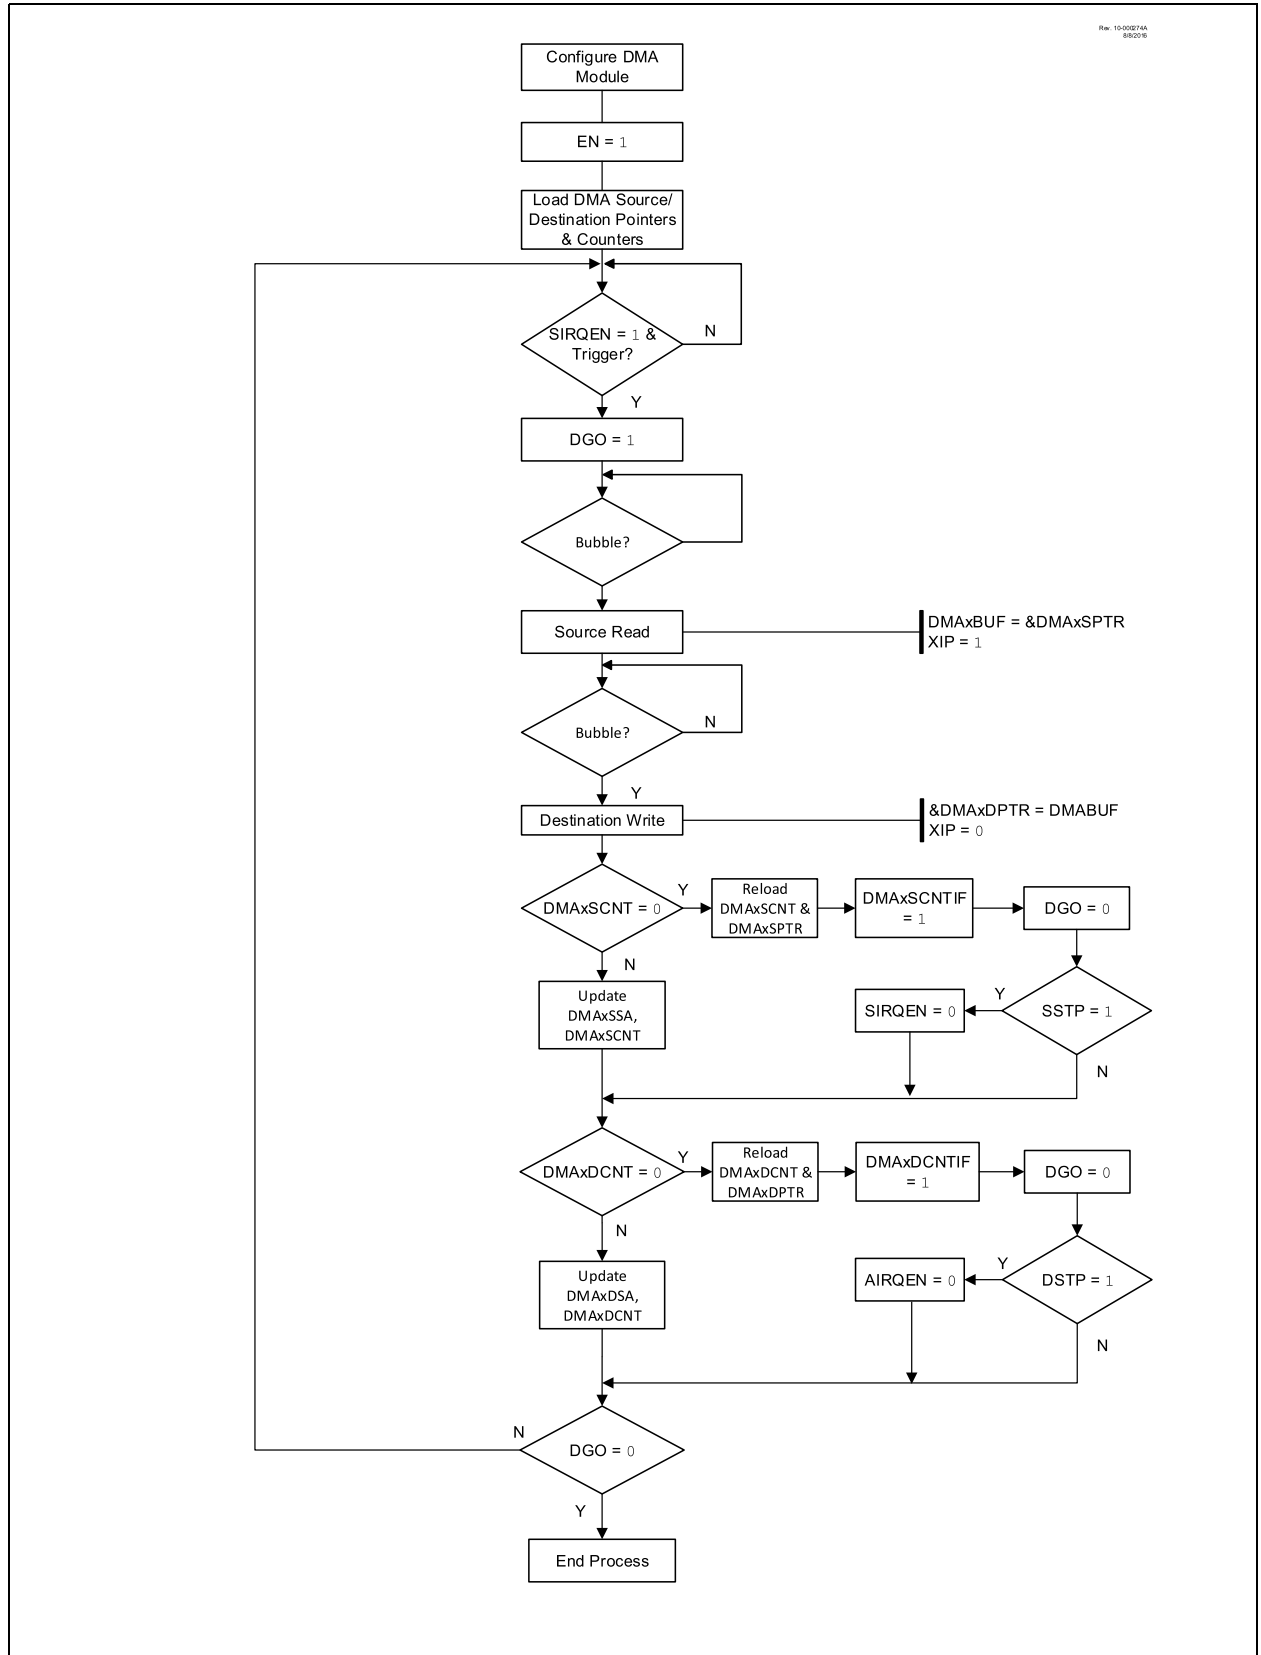 Rev. 10-000274A
8/8/2016
Configure DMA
Module
EN = 1
Load DMA Source/
Destination Pointers
& Counters
SIRQEN = 1 &
Trigger?
N
Y
DGO = 1
Bubble?
Source Read
DMAxBUF = &DMAxSPTR
XIP = 1
Bubble?
N
Y
Destination Write
&DMAxDPTR = DMABUF
XIP = 0
DMAxSCNT = 0
Y
Reload
DMAxSCNT &
DMAxSPTR
DMAxSCNTIF
= 1
DGO = 0
N
Update
DMAxSSA,
DMAxSCNT
SIRQEN = 0
Y
SSTP = 1
N
DMAxDCNT = 0
Y
Reload
DMAxDCNT &
DMAxDPTR
DMAxDCNTIF
= 1
DGO = 0
N
Update
DMAxDSA,
DMAxDCNT
AIRQEN = 0
Y
DSTP = 1
N
N
DGO = 0
Y
End Process